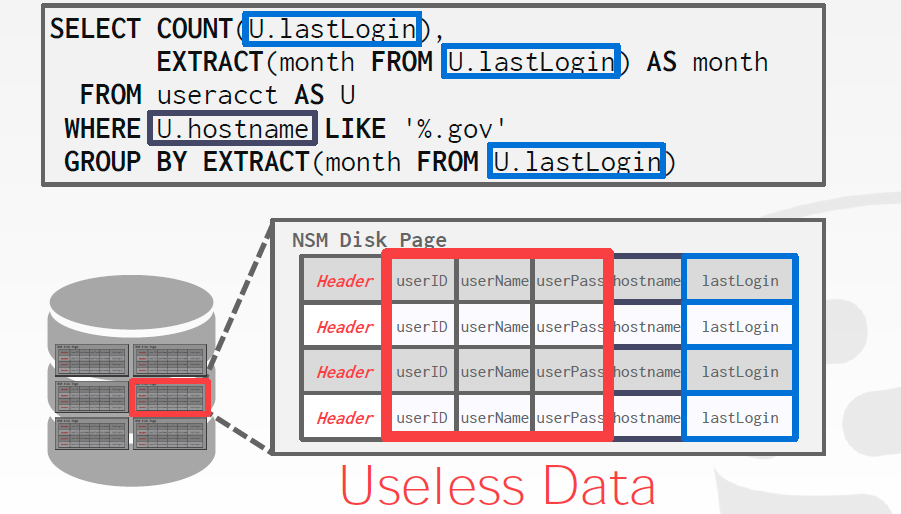 SELECT COUNT(U.lastLogin),
EXTRACT(month FROM U.lastLogin) AS month
FROM useracct AS U
WHERE U.hostname LIKE '%.gov'
GROUP BY EXTRACT(month FROM U.lastLogin)
NSM Disk Page
Header userID userName userPass hostname lastLogin
Header userID userName userPass hostname lastLogin
Header userID userName userPass hostname lastLogin
Header userID userName userPass hostname lastLogin
Useless Data